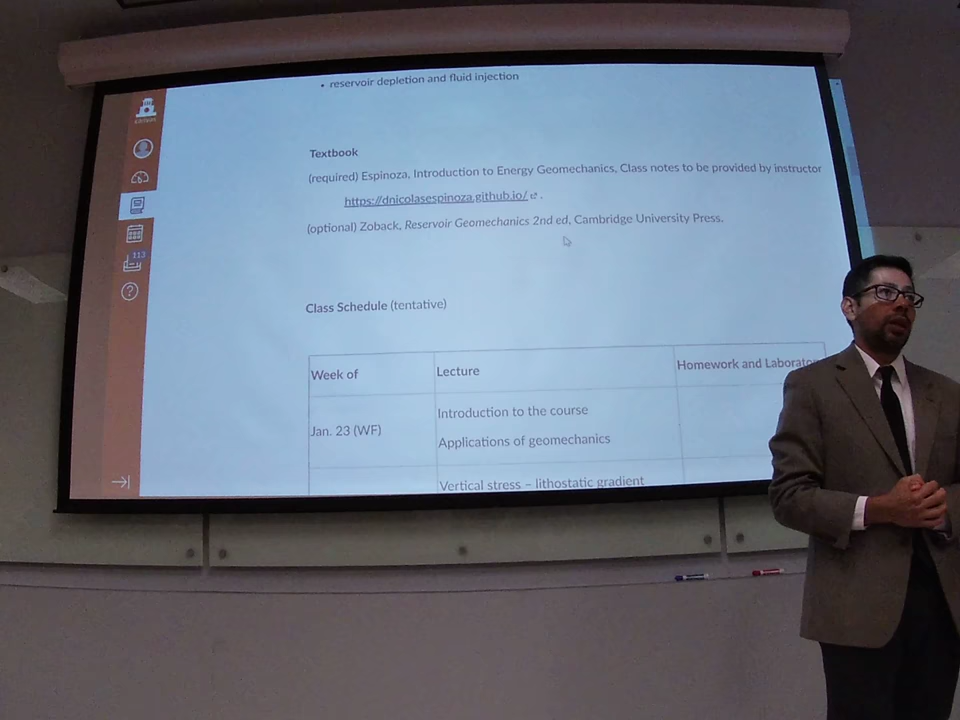 • reservoir depletion and fluid injection
Textbook
(required) Espinoza, Introduction to Energy Geomechanics, Class notes to be provided by instructor
https://dnicolasespinoza.github.io/ .
(optional) Zoback, Reservoir Geomechanics 2nd ed, Cambridge University Press.
113
?
Class Schedule (tentative)
Week of
Lecture
Homework and
Jan. 23 (WF)
Introduction to the course
Applications of geomechanics
Vertical stress – lithostatic gradient